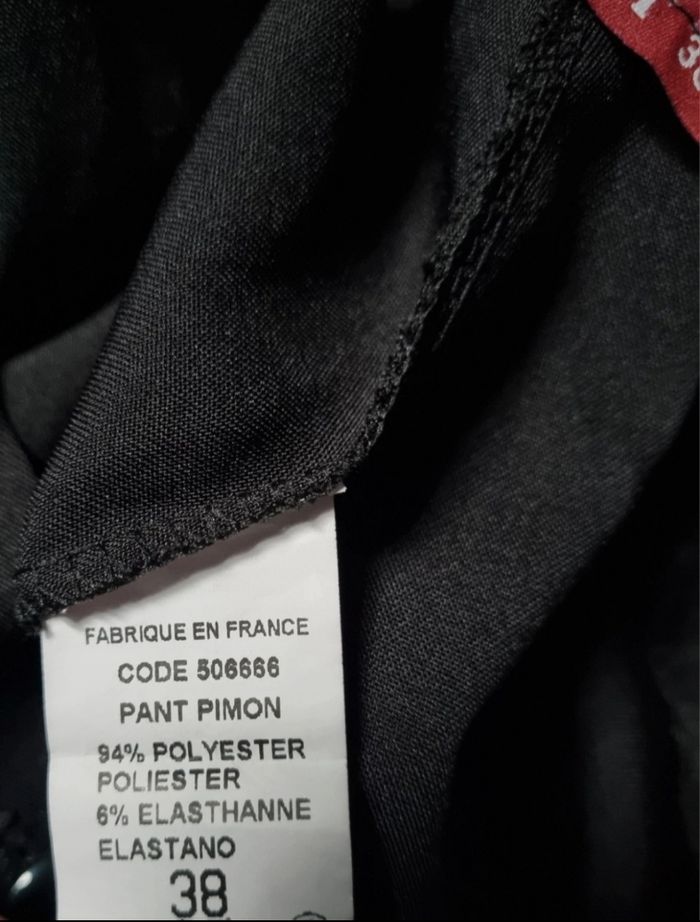 FABRIQUE EN FRANCE
CODE 506666
PANT PIMON
94% POLYESTER
POLIESTER
6% ELASTHANNE
ELASTANO
38